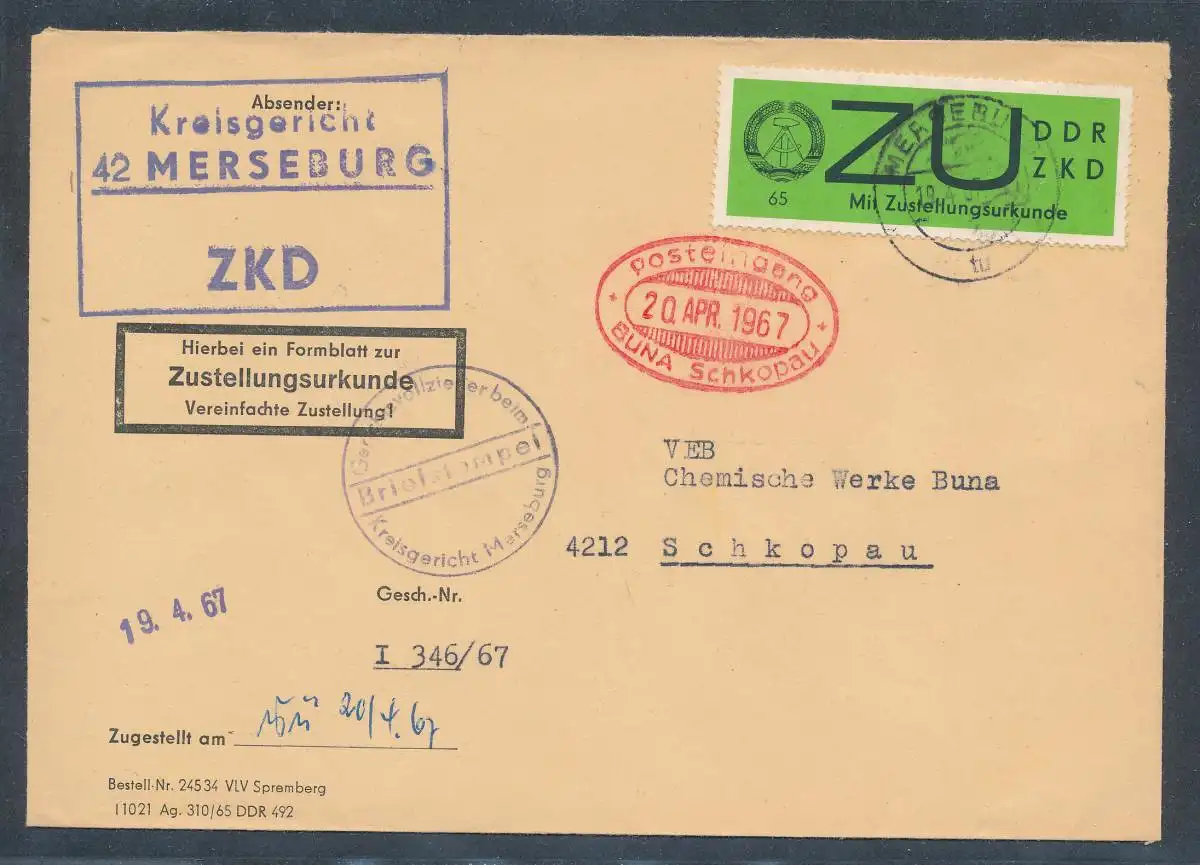 Absender:
Kreisgericht
42 MERSEBURG
ZKD
ZU
DDR
ZKD
65
Mit Zustellungsurkunde
MERSEBU
tu
Posteingang
20. APR. 1967
BUNA Schkopau
Hierbei ein Formblatt zur
Zustellungsurkunde
Vereinfachte Zustellung!
Gerichtsvollzieher beim
Briefstempel
Kreisgericht Merseburg
VEB
Chemische Werke Buna
4212 Schkopau
Gesch.-Nr.
I 346/67
19. 4. 67
Zugestellt am 20/4.67
Bestell-Nr. 24534 VLV Spremberg
I 1021 Ag. 310/65 DDR 492